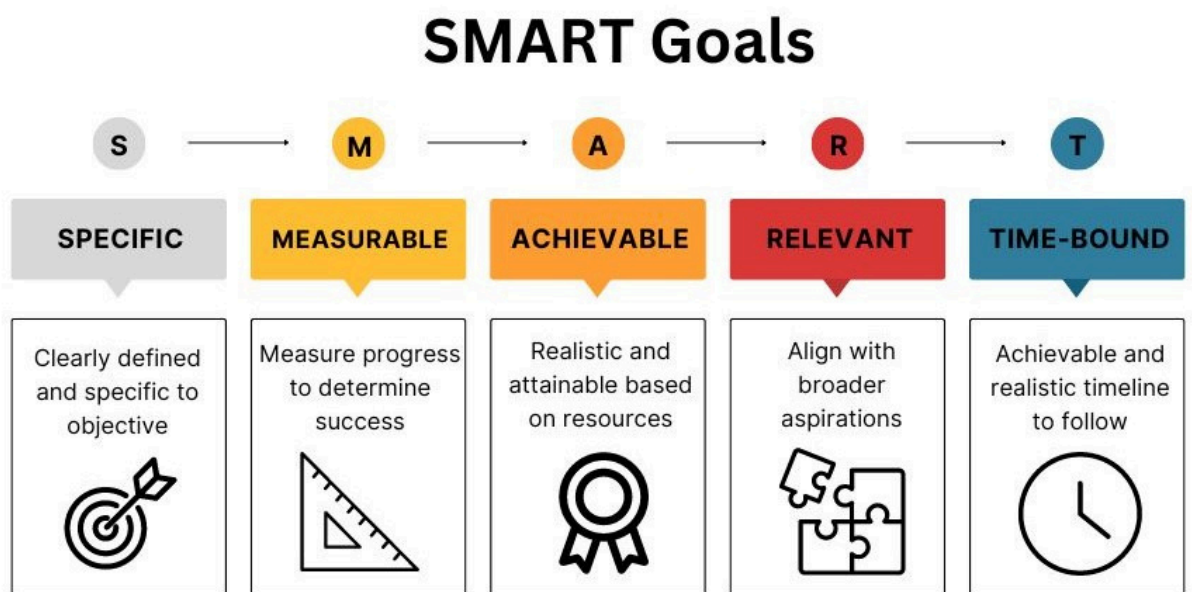 SMART Goals
S
M
A
R
T
SPECIFIC
MEASURABLE
ACHIEVABLE
RELEVANT
TIME-BOUND
Clearly defined
and specific to
objective
Measure progress
to determine
success
Realistic and
attainable based
on resources
Align with
broader
aspirations
Achievable and
realistic timeline
to follow